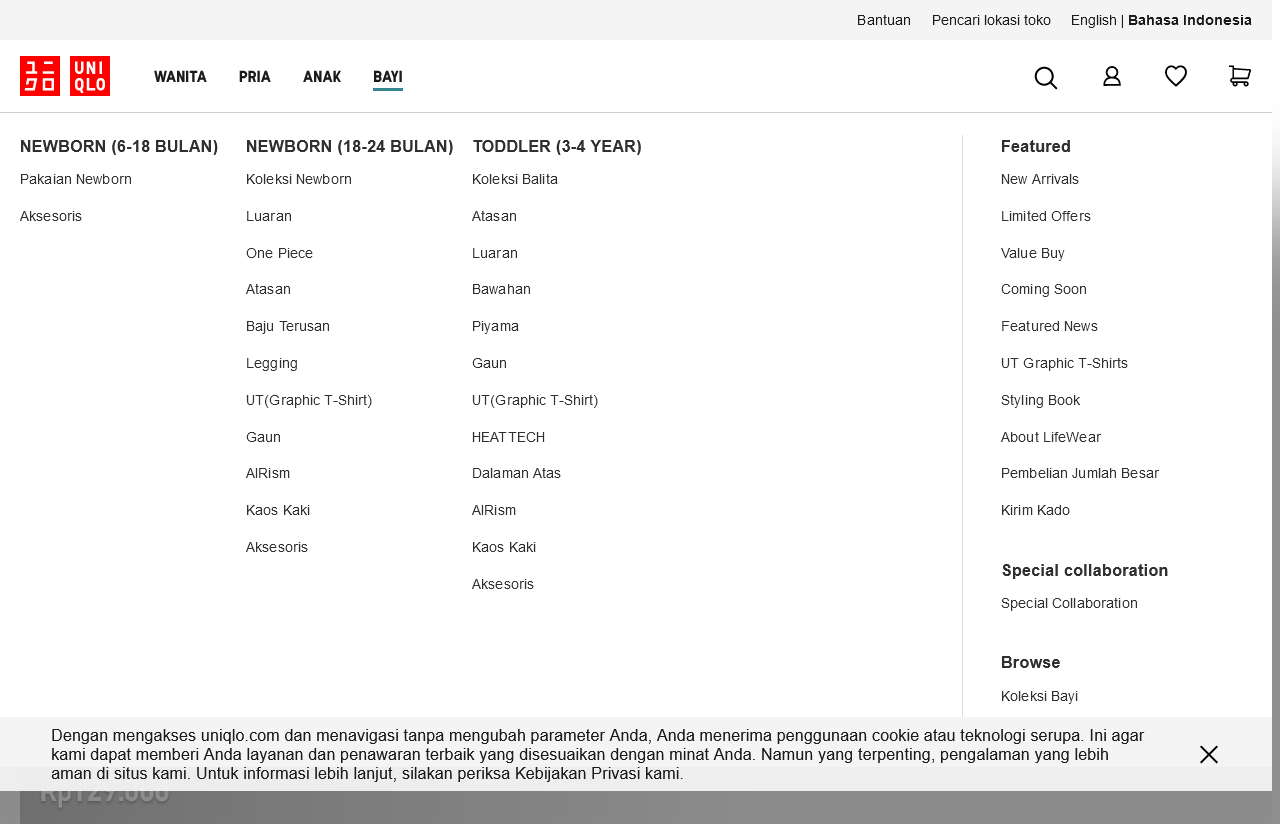 Bantuan Pencari lokasi toko English | Bahasa Indonesia
ユニ
クロ
UNI
QLO
WANITA PRIA ANAK BAYI
NEWBORN (6-18 BULAN)
Pakaian Newborn
Aksesoris
NEWBORN (18-24 BULAN)
Koleksi Newborn
Luaran
One Piece
Atasan
Baju Terusan
Legging
UT(Graphic T-Shirt)
Gaun
AIRism
Kaos Kaki
Aksesoris
TODDLER (3-4 YEAR)
Koleksi Balita
Atasan
Luaran
Bawahan
Piyama
Gaun
UT(Graphic T-Shirt)
HEATTECH
Dalaman Atas
AIRism
Kaos Kaki
Aksesoris
Featured
New Arrivals
Limited Offers
Value Buy
Coming Soon
Featured News
UT Graphic T-Shirts
Styling Book
About LifeWear
Pembelian Jumlah Besar
Kirim Kado
Special collaboration
Special Collaboration
Browse
Koleksi Bayi
Dengan mengakses uniqlo.com dan menavigasi tanpa mengubah parameter Anda, Anda menerima penggunaan cookie atau teknologi serupa. Ini agar
kami dapat memberi Anda layanan dan penawaran terbaik yang disesuaikan dengan minat Anda. Namun yang terpenting, pengalaman yang lebih
aman di situs kami. Untuk informasi lebih lanjut, silakan periksa Kebijakan Privasi kami.